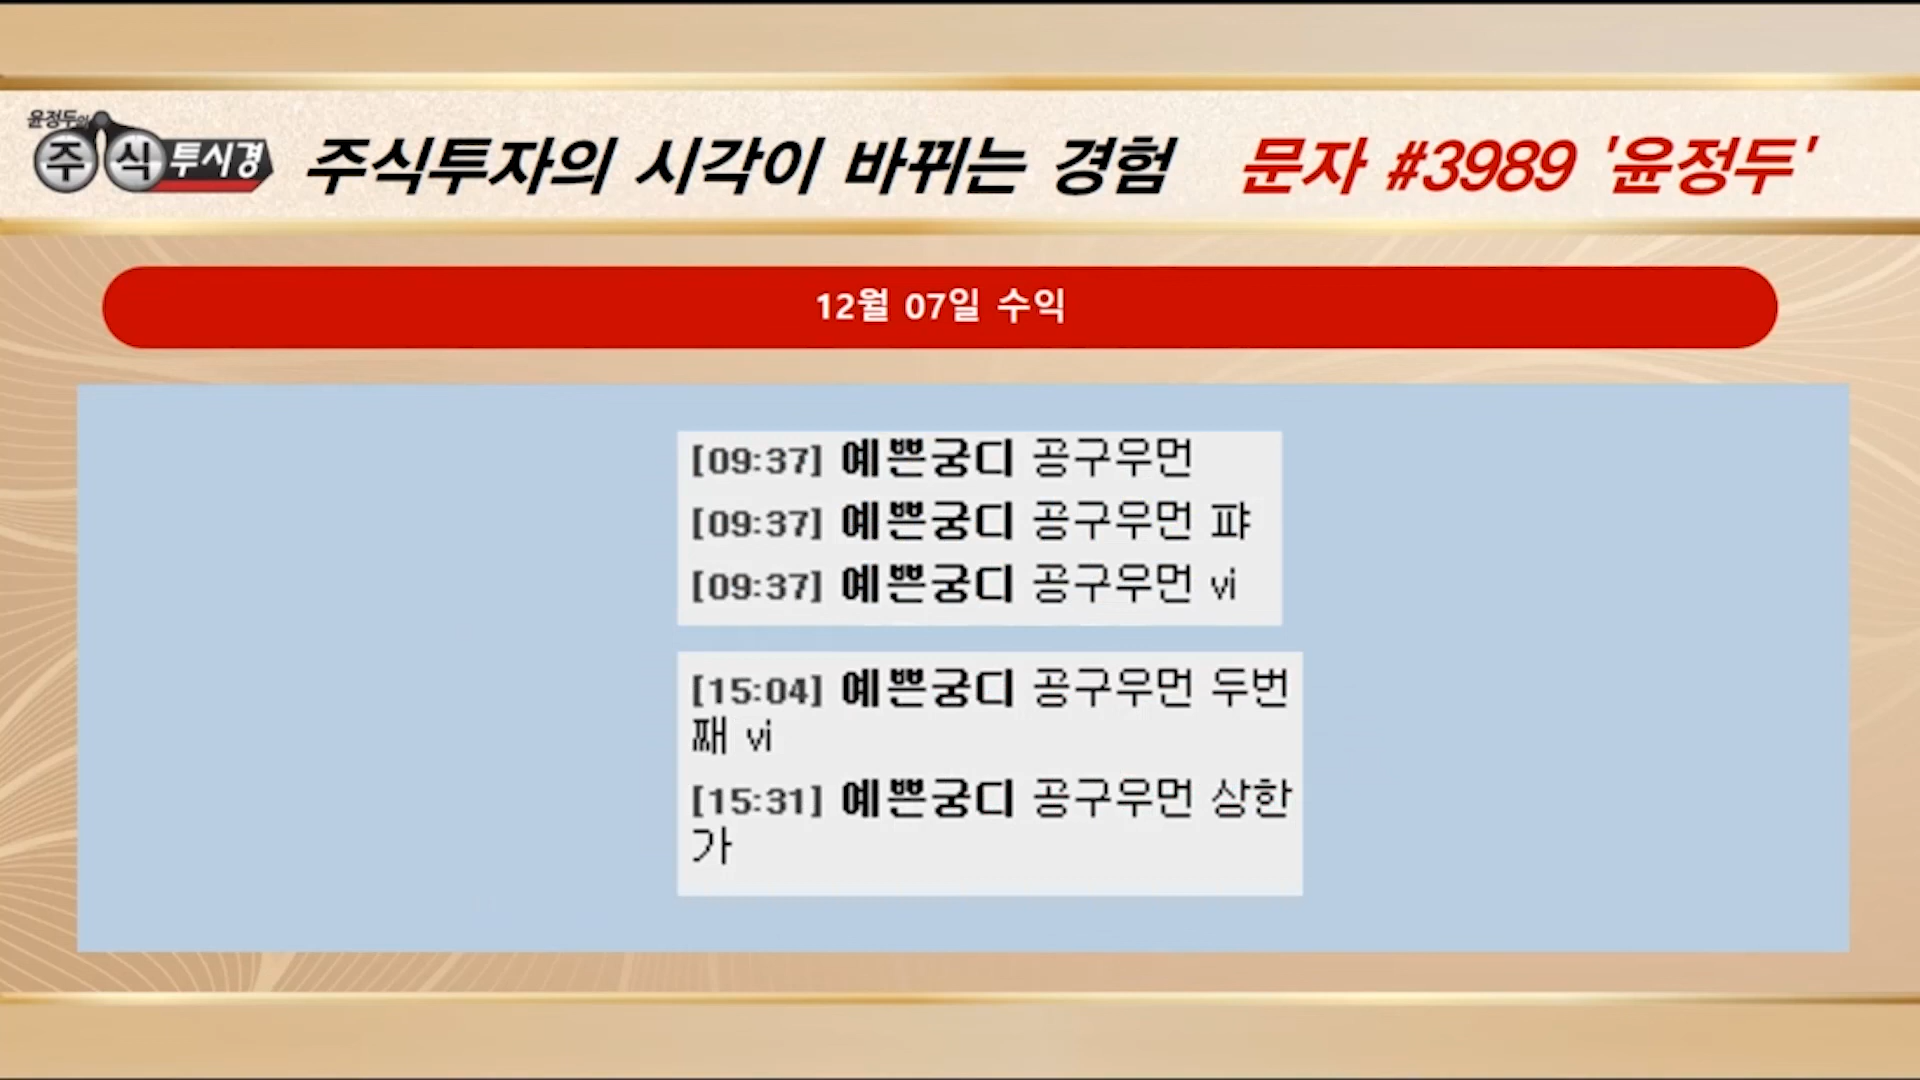 윤정두의
주식투시경
주식투자의 시각이 바뀌는 경험 문자 #3989 '윤정두'
12월 07일 수익
[09:37] 예쁜궁디 공구우먼
[09:37] 예쁜궁디 공구우먼 퍄
[09:37] 예쁜궁디 공구우먼 vi
[15:04] 예쁜궁디 공구우먼 두번
째 vi
[15:31] 예쁜궁디 공구우먼 상한
가